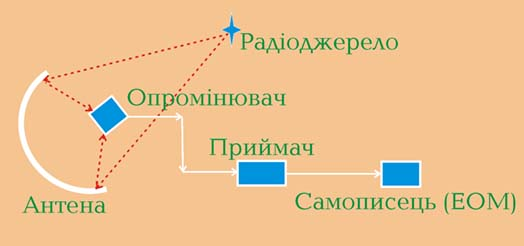 Радіоджерело
Опромінювач
Приймач
Антена
Самописець (ЕОМ)